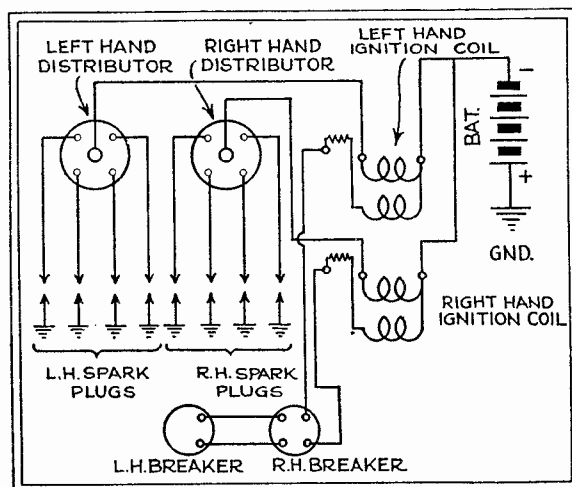 LEFT HAND
DISTRIBUTOR
RIGHT HAND
DISTRIBUTOR
LEFT HAND
IGNITION COIL
BAT.
−
+
GND.
RIGHT HAND
IGNITION COIL
L.H. SPARK
PLUGS
R.H. SPARK
PLUGS
L.H. BREAKER
R.H. BREAKER